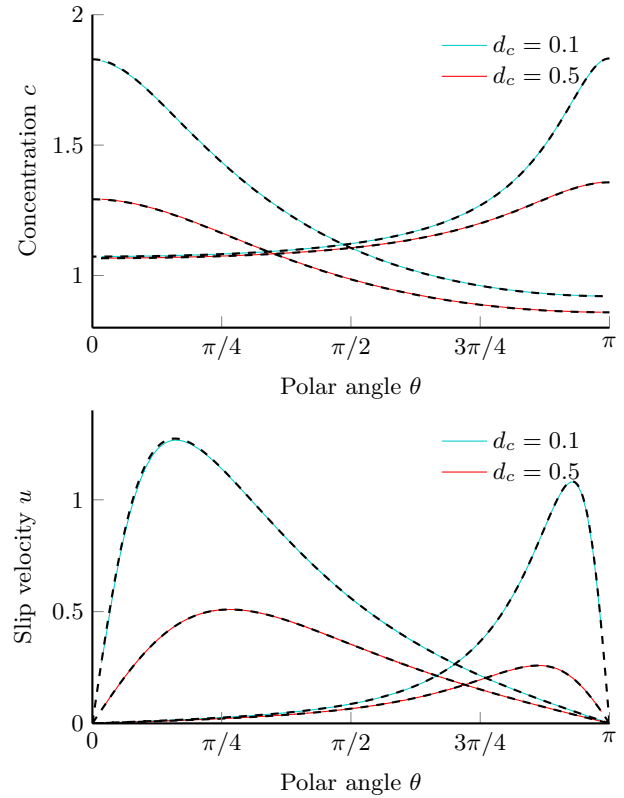 2
1.5
1
Concentration c
d_c = 0.1
d_c = 0.5
0 π/4 π/2 3π/4 π
Polar angle θ
1
0.5
0
Slip velocity u
d_c = 0.1
d_c = 0.5
0 π/4 π/2 3π/4 π
Polar angle θ